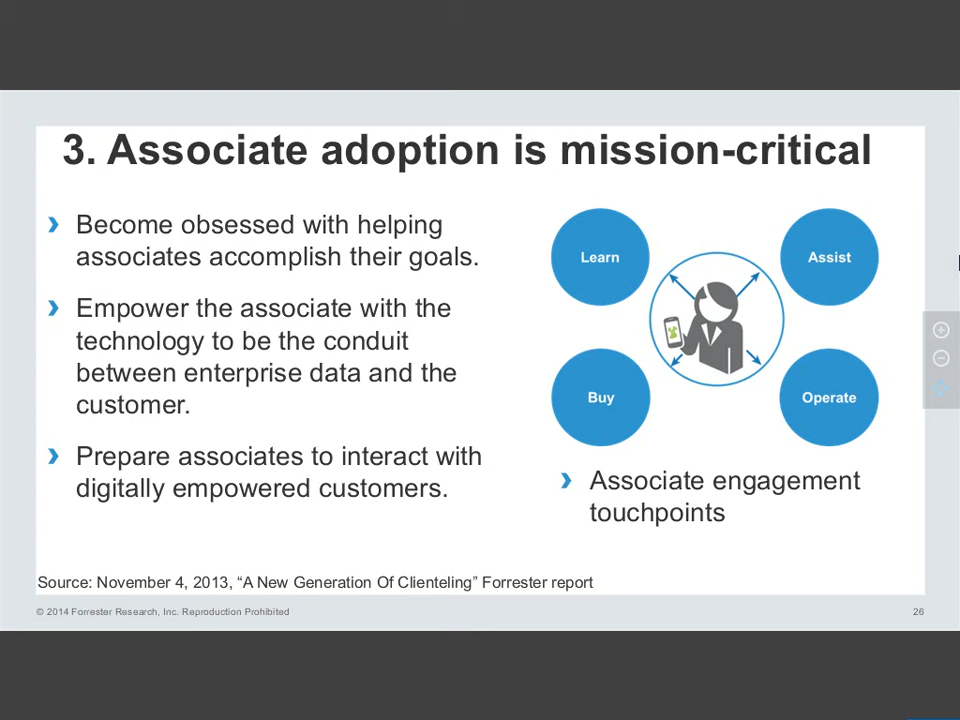 3. Associate adoption is mission-critical
Become obsessed with helping
associates accomplish their goals.
Empower the associate with the
technology to be the conduit
between enterprise data and the
customer.
Prepare associates to interact with
digitally empowered customers.
Learn
Assist
Buy
Operate
Associate engagement
touchpoints
Source: November 4, 2013, “A New Generation Of Clienteling” Forrester report
© 2014 Forrester Research, Inc. Reproduction Prohibited
26